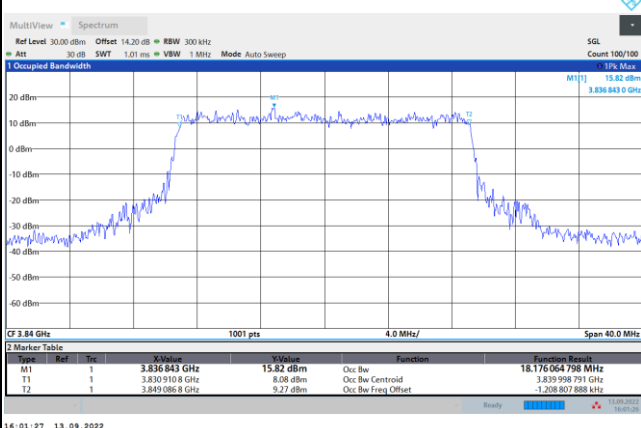 MultiView Spectrum
Ref Level 30.00 dBm Offset 14.20 dB RBW 300 kHz SGL
Att 30 dB SWT 1.01 ms VBW 1 MHz Mode Auto Sweep Count 100/100
1 Occupied Bandwidth 1Pk Max
M1[1] 15.82 dBm
3.836 843 0 GHz
20 dBm
M1
T1
T2
10 dBm
0 dBm
-10 dBm
-20 dBm
-30 dBm
-40 dBm
-50 dBm
-60 dBm
CF 3.84 GHz 1001 pts 4.0 MHz/ Span 40.0 MHz
2 Marker Table
Type Ref Trc X-Value Y-Value Function Function Result
M1 1 3.836 843 GHz 15.82 dBm Occ Bw 18.176 064 798 MHz
T1 1 3.830 910 8 GHz 8.08 dBm Occ Bw Centroid 3.839 998 791 GHz
T2 1 3.849 086 8 GHz 9.27 dBm Occ Bw Freq Offset -1.208 807 888 kHz
Ready 13.09.2022
16:01:26
16:01:27 13.09.2022